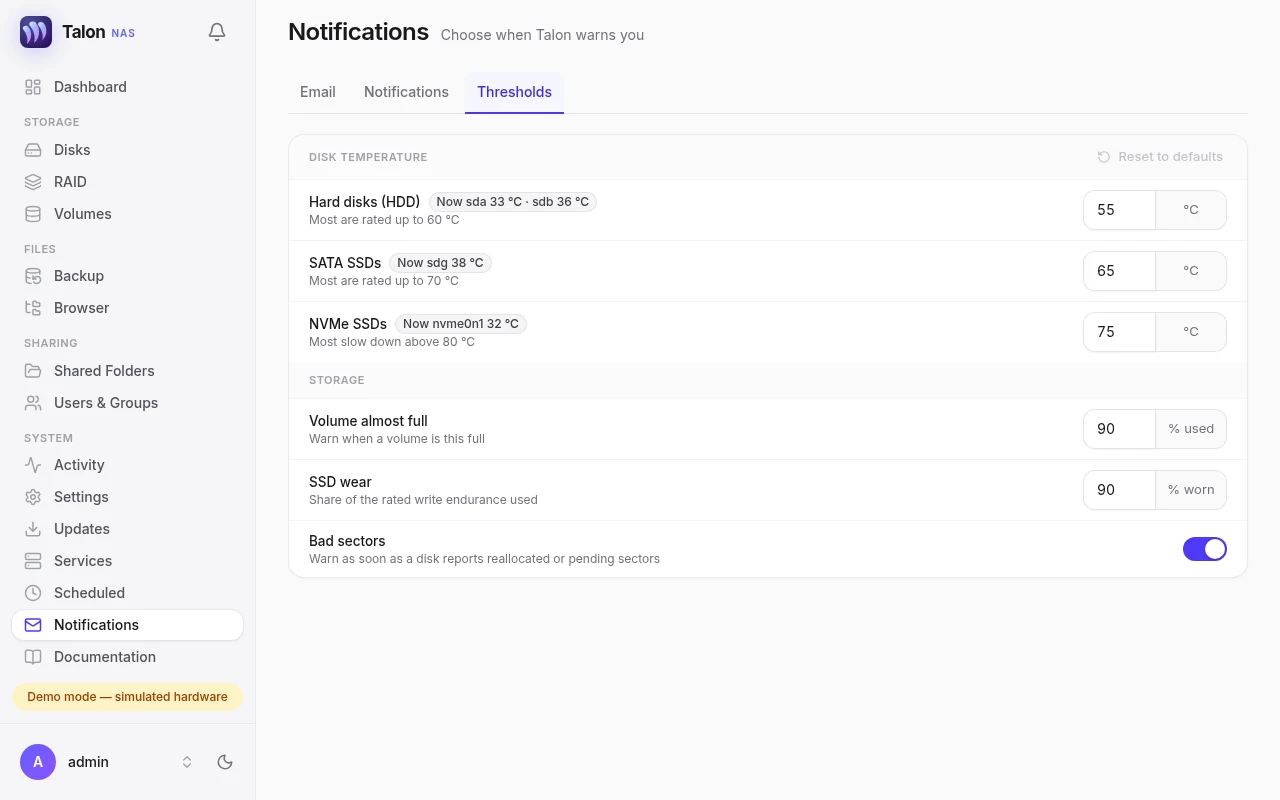 Talon NAS
Dashboard
STORAGE
Disks
RAID
Volumes
FILES
Backup
Browser
SHARING
Shared Folders
Users & Groups
SYSTEM
Activity
Settings
Updates
Services
Scheduled
Notifications
Documentation
Demo mode — simulated hardware
A admin
Notifications Choose when Talon warns you
Email Notifications Thresholds
DISK TEMPERATURE Reset to defaults
Hard disks (HDD) Now sda 33 °C · sdb 36 °C
Most are rated up to 60 °C
55 °C
SATA SSDs Now sdg 38 °C
Most are rated up to 70 °C
65 °C
NVMe SSDs Now nvme0n1 32 °C
Most slow down above 80 °C
75 °C
STORAGE
Volume almost full
Warn when a volume is this full
90 % used
SSD wear
Share of the rated write endurance used
90 % worn
Bad sectors
Warn as soon as a disk reports reallocated or pending sectors